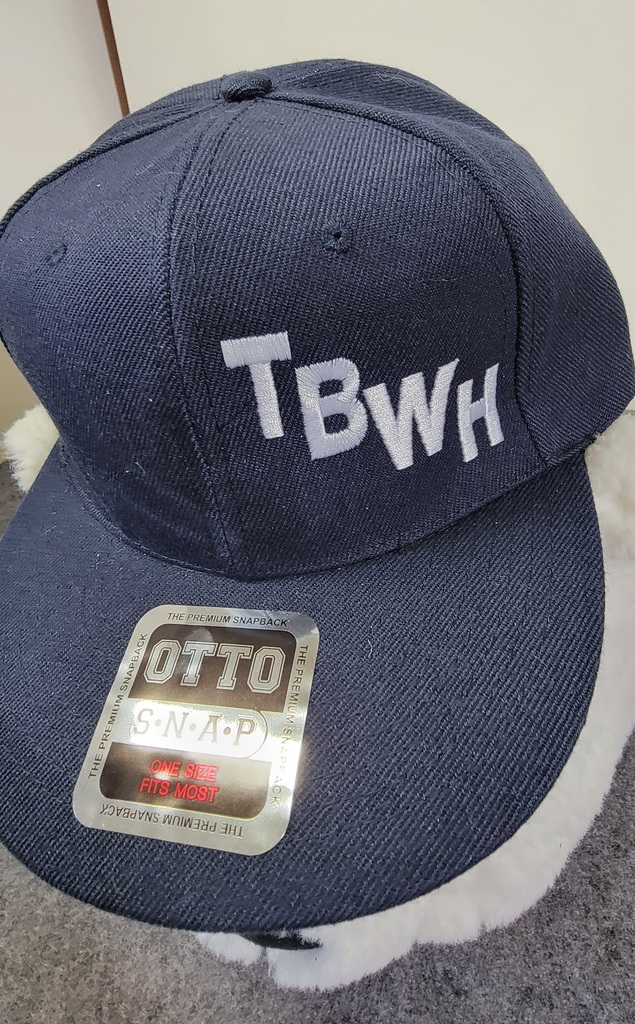 TBWH
THE PREMIUM SNAPBACK
OTTO
S·N·A·P
ONE SIZE
FITS MOST
THE PREMIUM SNAPBACK
THE PREMIUM SNAPBACK
THE PREMIUM SNAPBACK